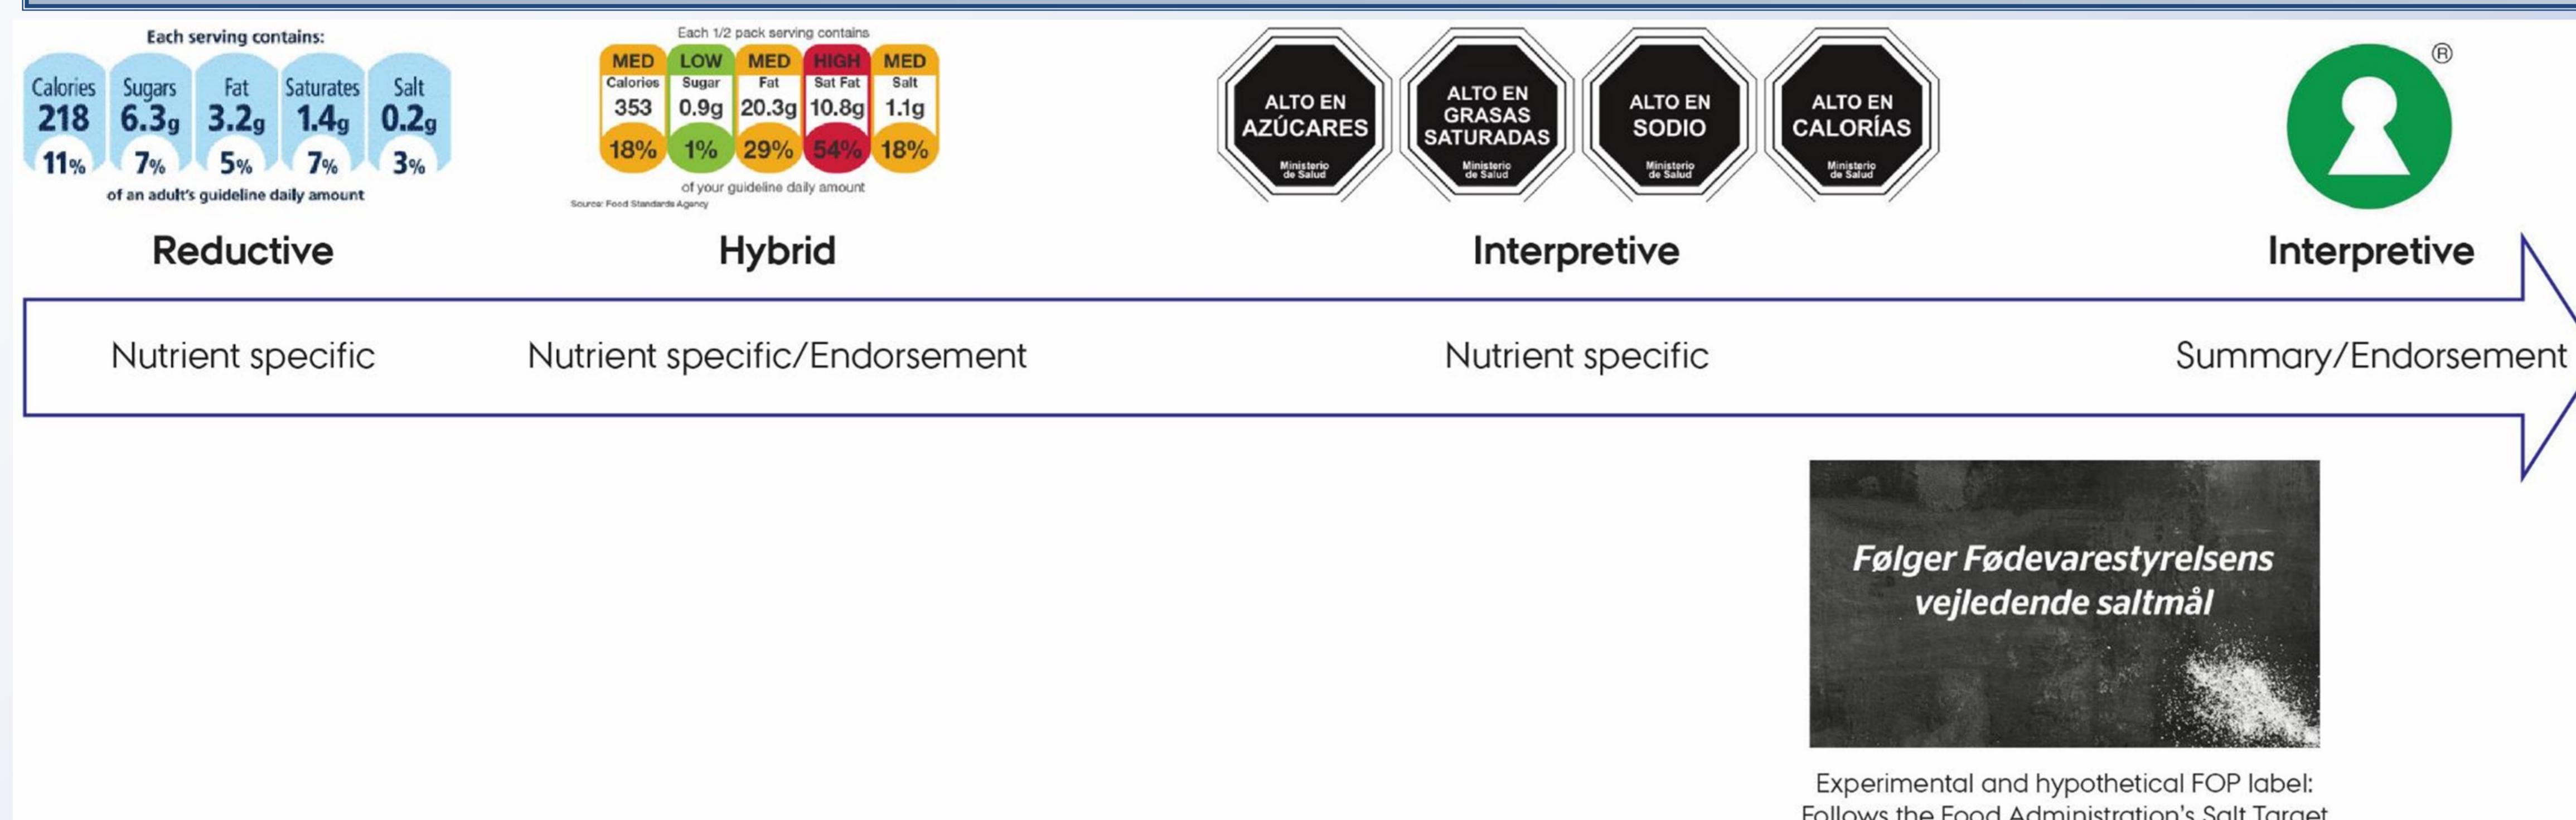 Each serving contains:
Calories
218
11%
Sugars
6.3g
7%
Fat
3.2g
5%
Saturates
1.4g
7%
Salt
0.2g
3%
of an adult's guideline daily amount
Reductive
Each 1/2 pack serving contains
MED
Calories
353
18%
LOW
Sugar
0.9g
1%
MED
Fat
20.3g
29%
HIGH
Sat Fat
10.8g
54%
MED
Salt
1.1g
18%
of your guideline daily amount
Source: Food Standards Agency
Hybrid
ALTO EN
AZÚCARES
Ministerio
de Salud
ALTO EN
GRASAS
SATURADAS
Ministerio
de Salud
ALTO EN
SODIO
Ministerio
de Salud
ALTO EN
CALORÍAS
Ministerio
de Salud
Interpretive
®
Interpretive
Nutrient specific
Nutrient specific/Endorsement
Nutrient specific
Summary/Endorsement
Følger Fødevarestyrelsens
vejledende saltmål
Experimental and hypothetical FOP label:
Follows the Food Administration's Salt Target